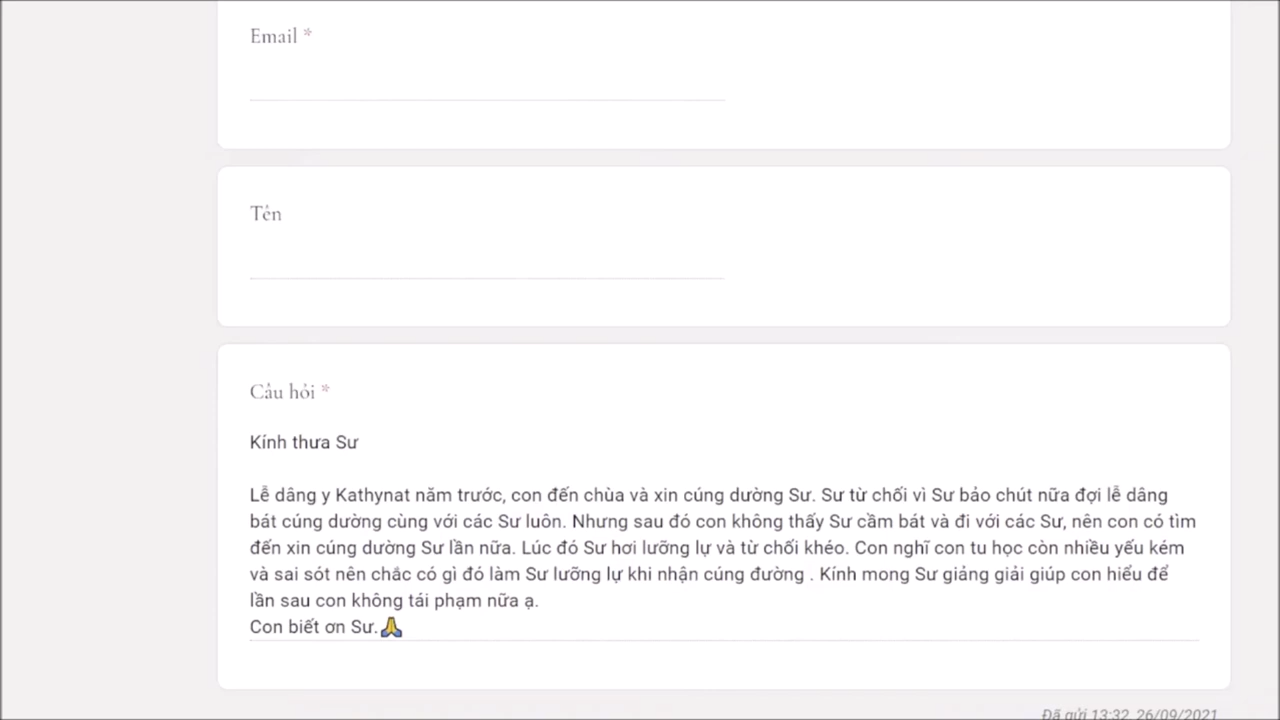 Email *
Tên
Câu hỏi *
Kính thưa Sư
Lễ dâng y Kathynat năm trước, con đến chùa và xin cúng dường Sư. Sư từ chối vì Sư bảo chút nữa đợi lễ dâng
bát cúng dường cùng với các Sư luôn. Nhưng sau đó con không thấy Sư cầm bát và đi với các Sư, nên con có tìm
đến xin cúng dường Sư lần nữa. Lúc đó Sư hơi lưỡng lự và từ chối khéo. Con nghĩ con tu học còn nhiều yếu kém
và sai sót nên chắc có gì đó làm Sư lưỡng lự khi nhận cúng đường . Kính mong Sư giảng giải giúp con hiểu để
lần sau con không tái phạm nữa ạ.
Con biết ơn Sư.🙏
Đã gửi 13:32, 26/09/2021